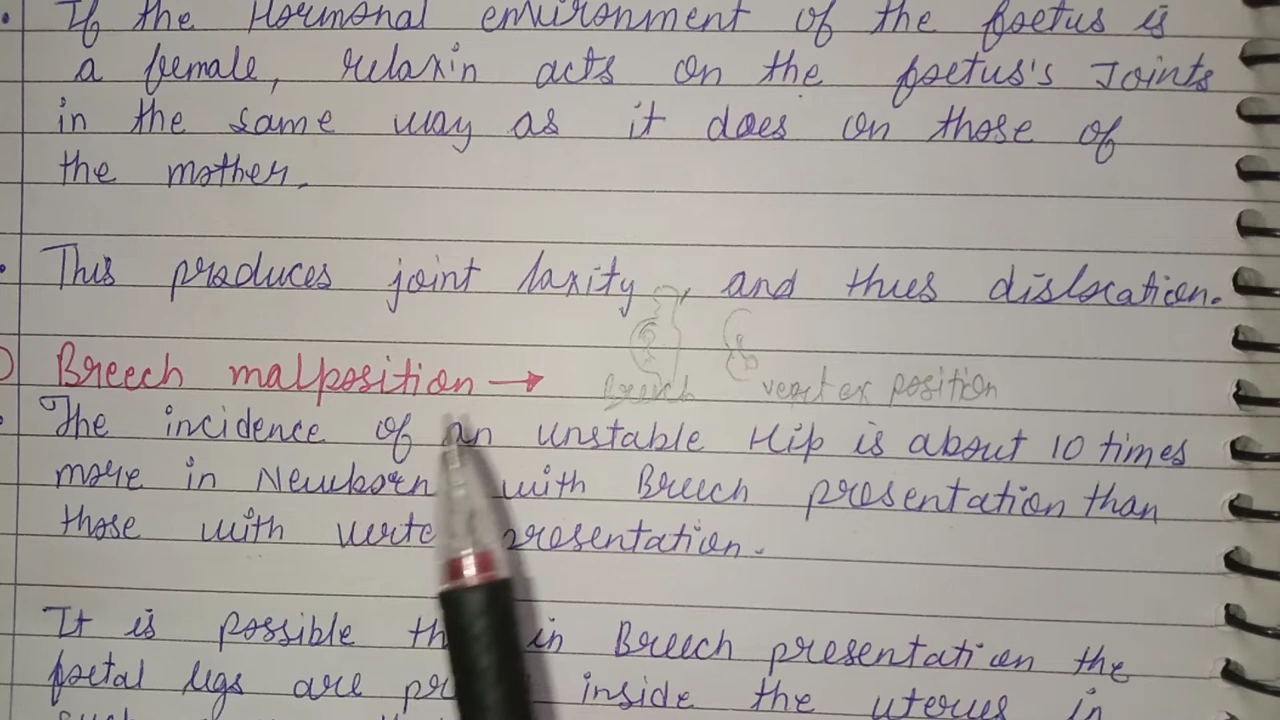 If the Hormonal environment of the foetus is
a female, relaxin acts on the foetus's Joints
in the same way as it does on those of
the mother.
This produces joint laxity, and thus dislocation.
Breech malposition →
Breech vertex position
The incidence of an unstable Hip is about 10 times
more in Newborn with Breech presentation than
those with presentation.
It is possible in Breech presentation the
foetal legs are inside the uterus in